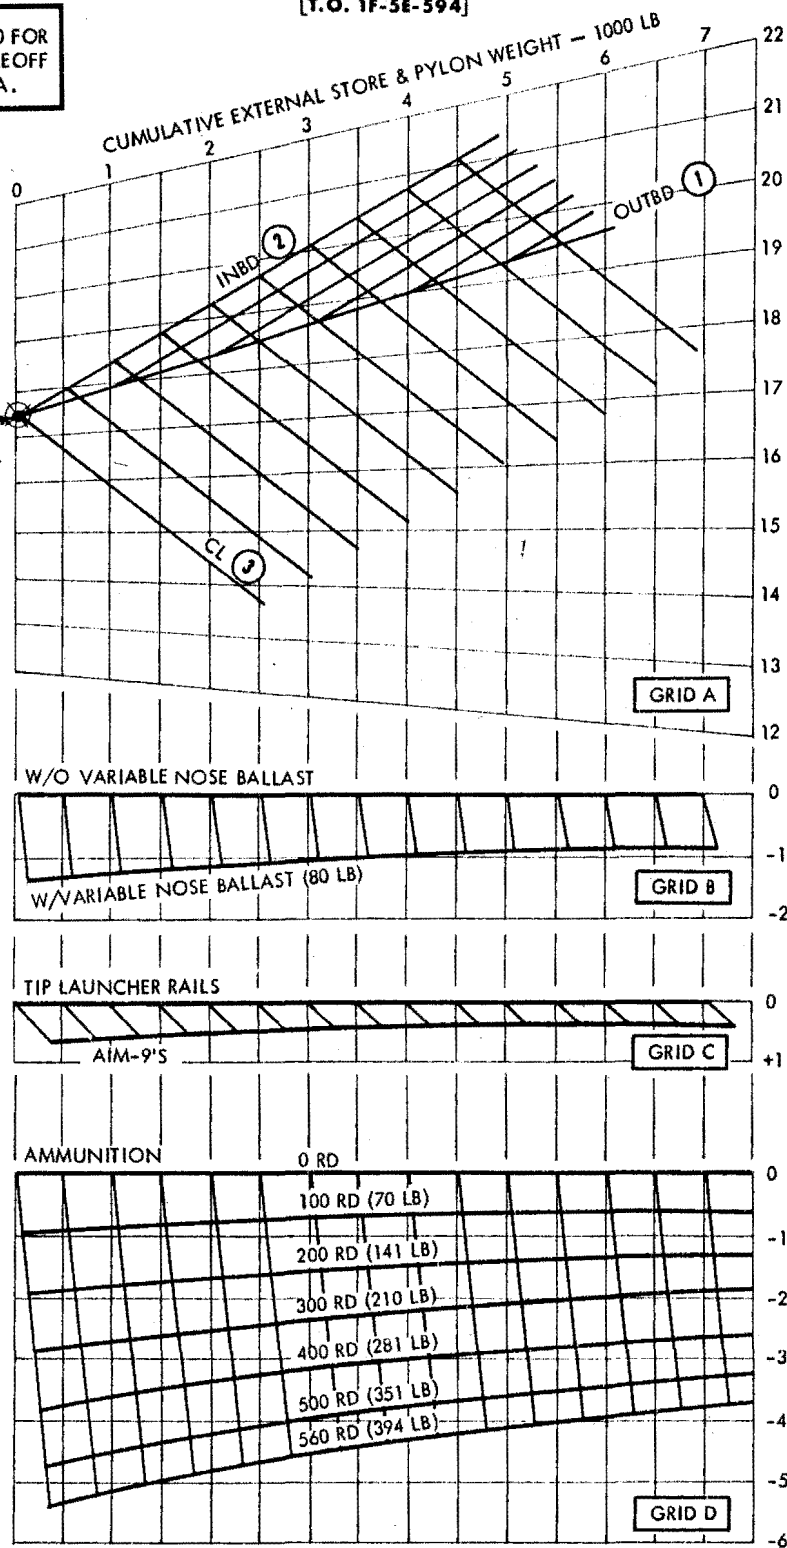 [T.O. 1F-5E-594]
FOR
EOFF
A.
CUMULATIVE EXTERNAL STORE & PYLON WEIGHT – 1000 LB
0 1 2 3 4 5 6 7
22
21
20
19
18
17
16
15
14
13
12
OUTBD 1
INBD 2
CL 3
GRID A
W/O VARIABLE NOSE BALLAST
0
-1
-2
W/VARIABLE NOSE BALLAST (80 LB)
GRID B
TIP LAUNCHER RAILS
0
+1
AIM-9'S
GRID C
AMMUNITION
0 RD
100 RD (70 LB)
200 RD (141 LB)
300 RD (210 LB)
400 RD (281 LB)
500 RD (351 LB)
560 RD (394 LB)
0
-1
-2
-3
-4
-5
-6
GRID D